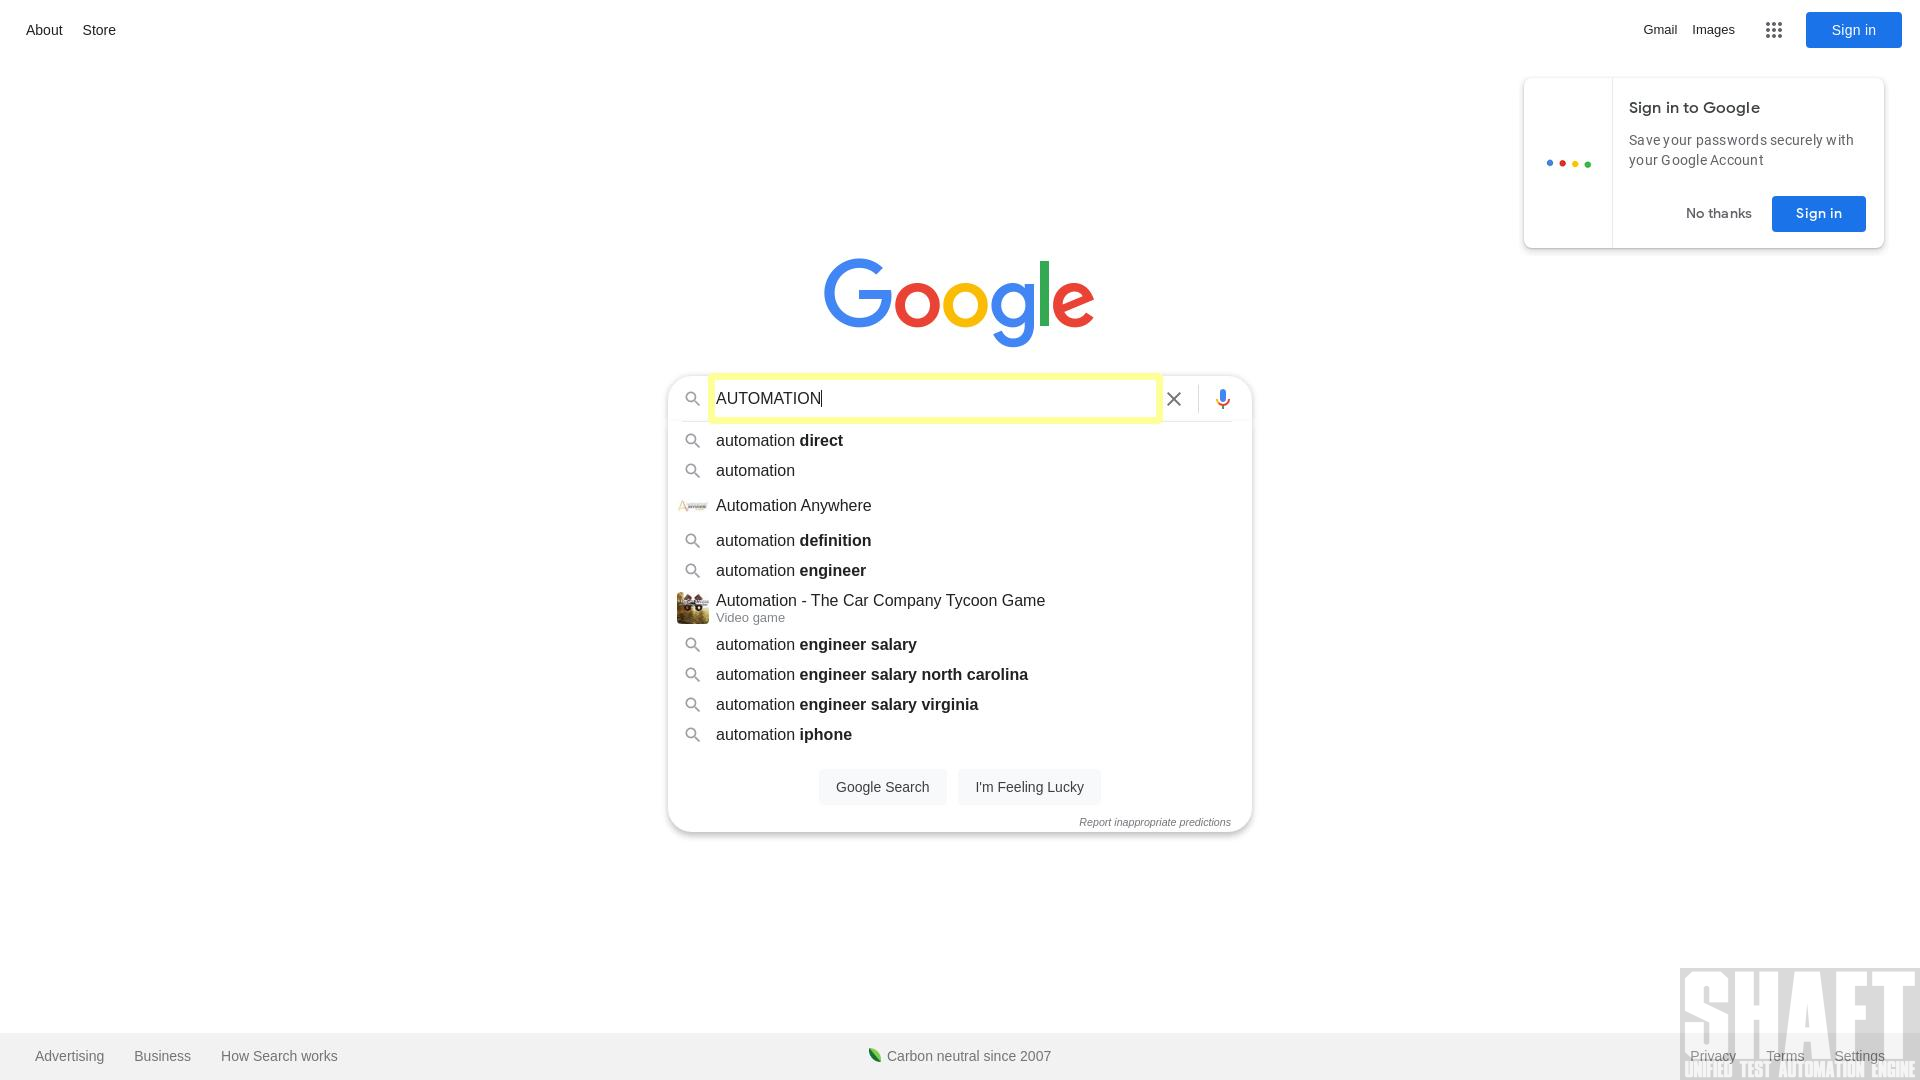 About Store
Gmail Images Sign in
Sign in to Google
Save your passwords securely with
your Google Account
No thanks Sign in
Google
AUTOMATION
automation direct
automation
Automation Anywhere
automation definition
automation engineer
Automation - The Car Company Tycoon Game
Video game
automation engineer salary
automation engineer salary north carolina
automation engineer salary virginia
automation iphone
Google Search I'm Feeling Lucky
Report inappropriate predictions
SHAFT
UNIFIED TEST AUTOMATION ENGINE
Advertising Business How Search works
Carbon neutral since 2007
Privacy Terms Settings